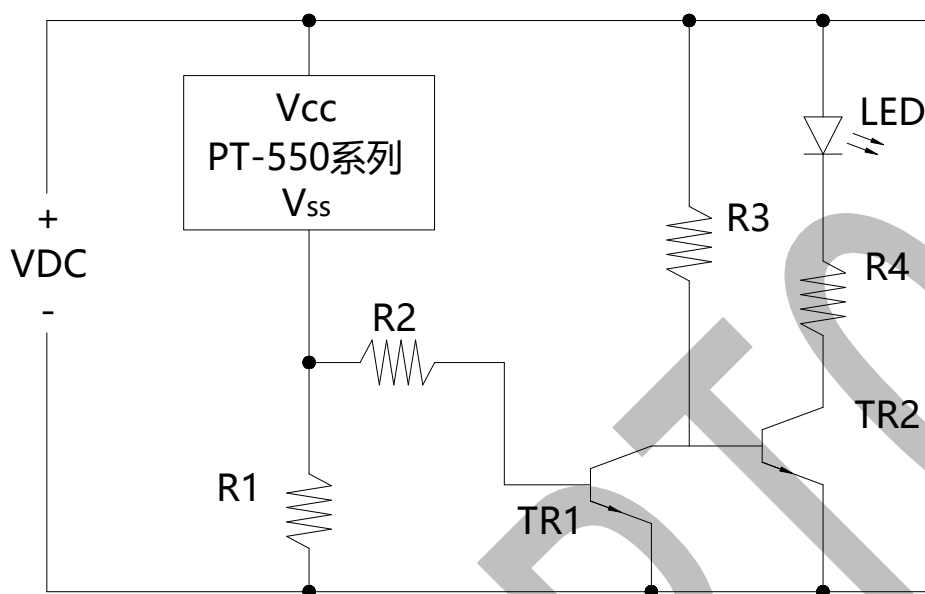 Vcc
PT-550系列
Vss
LED
+
VDC
-
R3
R4
R2
TR2
R1
TR1